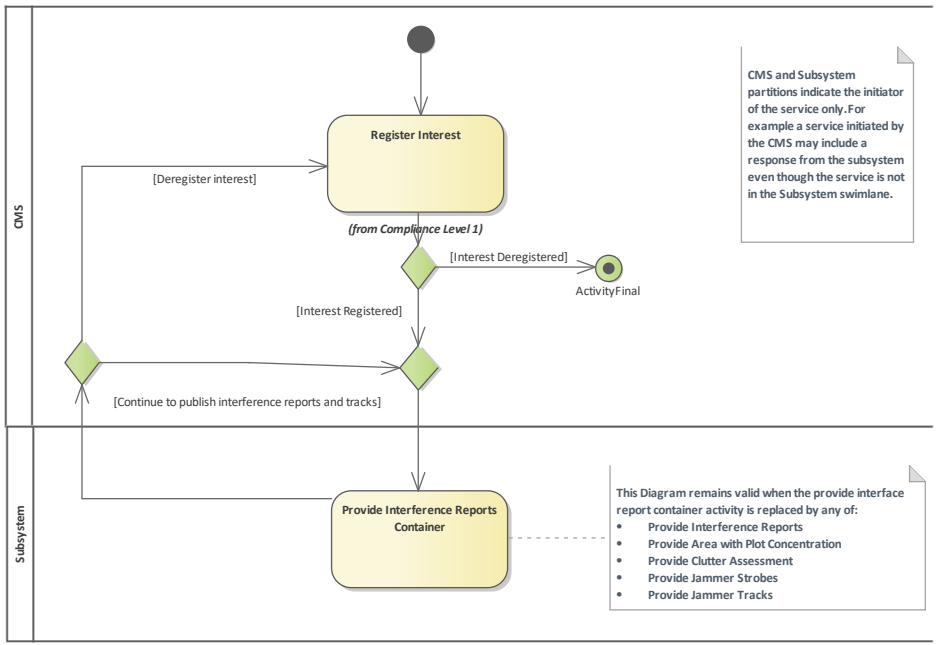 CMS
Register Interest
CMS and Subsystem
partitions indicate the initiator
of the service only.For
example a service initiated by
the CMS may include a
response from the subsystem
even though the service is not
in the Subsystem swimlane.
[Deregister interest]
(from Compliance Level 1)
[Interest Deregistered]
ActivityFinal
[Interest Registered]
[Continue to publish interference reports and tracks]
Subsystem
Provide Interference Reports
Container
This Diagram remains valid when the provide interface
report container activity is replaced by any of:
• Provide Interference Reports
• Provide Area with Plot Concentration
• Provide Clutter Assessment
• Provide Jammer Strobes
• Provide Jammer Tracks